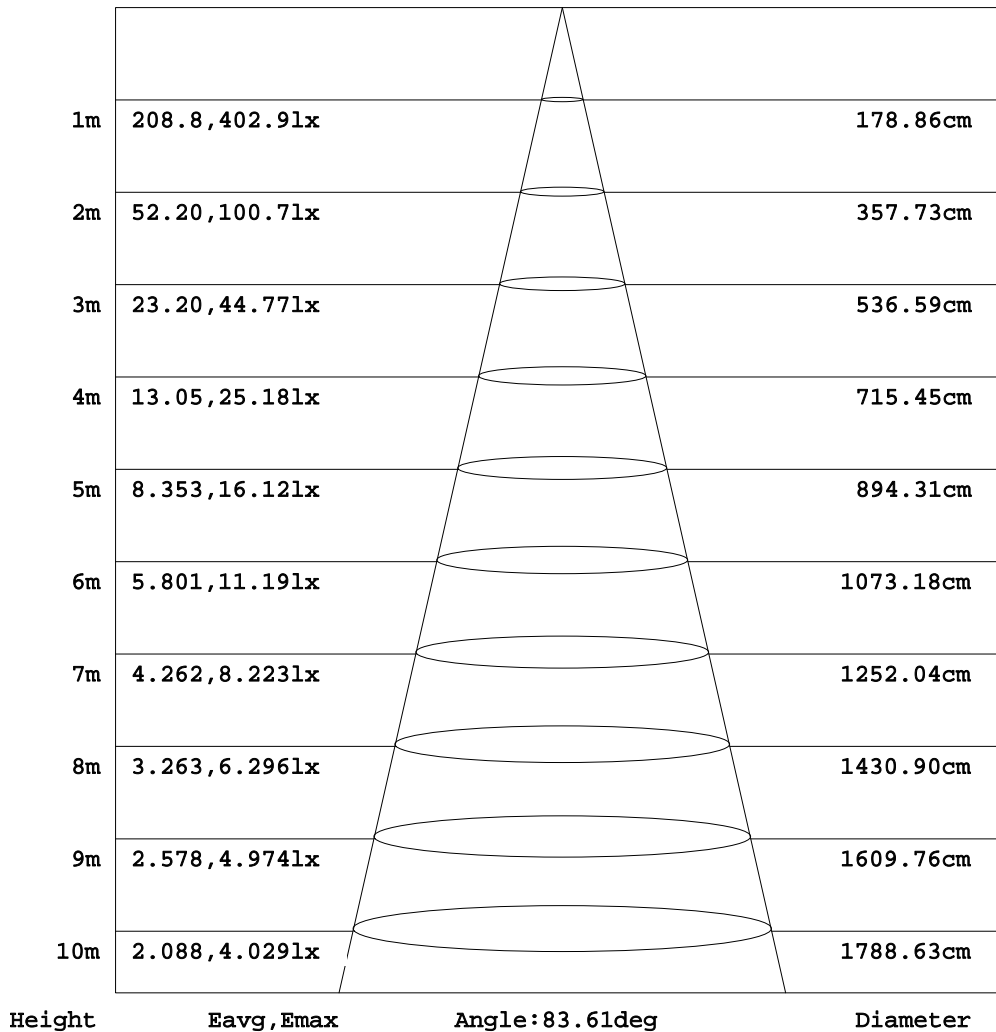 1m 208.8,402.9lx 178.86cm
2m 52.20,100.7lx 357.73cm
3m 23.20,44.77lx 536.59cm
4m 13.05,25.18lx 715.45cm
5m 8.353,16.12lx 894.31cm
6m 5.801,11.19lx 1073.18cm
7m 4.262,8.223lx 1252.04cm
8m 3.263,6.296lx 1430.90cm
9m 2.578,4.974lx 1609.76cm
10m 2.088,4.029lx 1788.63cm
Height Eavg,Emax Angle:83.61deg Diameter